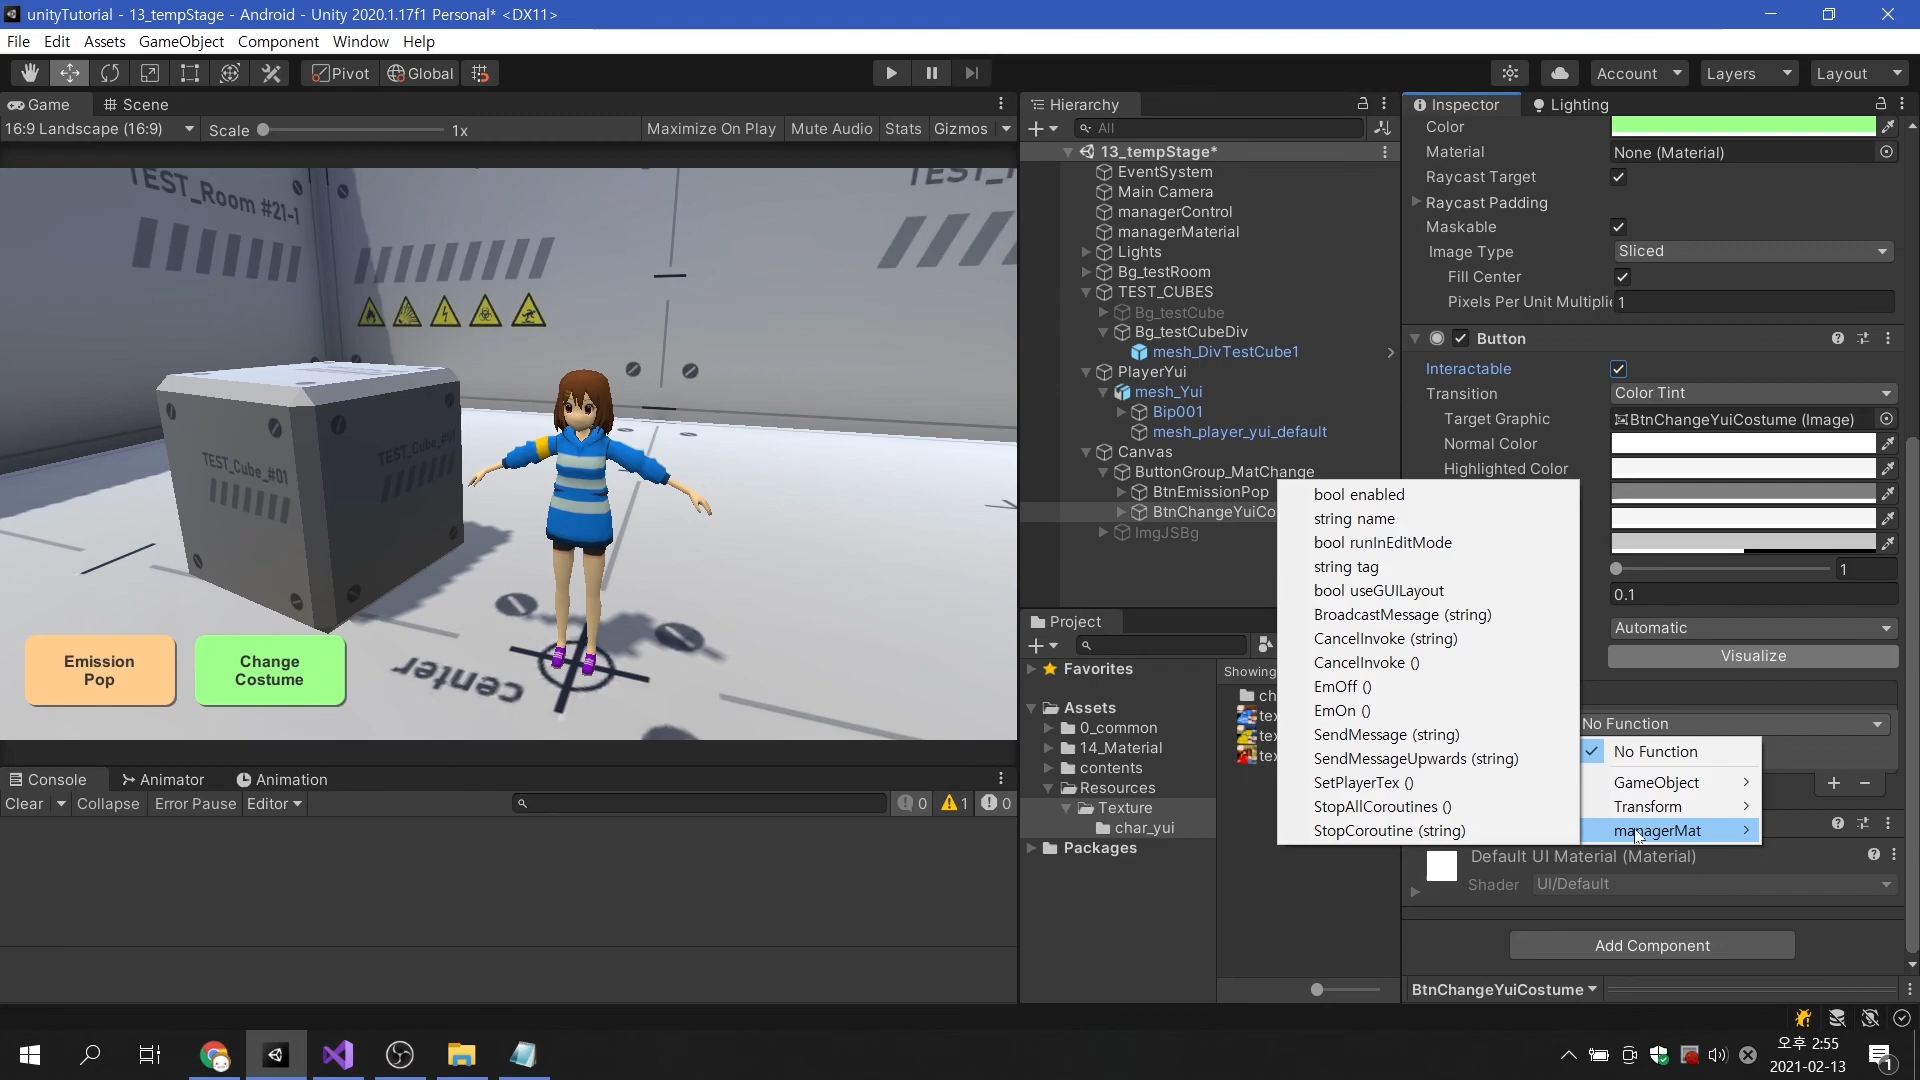 unityTutorial - 13_tempStage - Android - Unity 2020.1.17f1 Personal* <DX11>
File Edit Assets GameObject Component Window Help
Pivot Global Account Layers Layout
Game Scene
16:9 Landscape (16:9) Scale 1x Maximize On Play Mute Audio Stats Gizmos
TEST_Room #21-1
TEST_Cube_#01
center
Emission
Pop
Change
Costume
Console Animator Animation
Clear Collapse Error Pause Editor 0 1 0
Hierarchy
All
13_tempStage*
EventSystem
Main Camera
managerControl
managerMaterial
Lights
Bg_testRoom
TEST_CUBES
Bg_testCube
Bg_testCubeDiv
mesh_DivTestCube1
PlayerYui
mesh_Yui
Bip001
mesh_player_yui_default
Canvas
ButtonGroup_MatChange
BtnEmissionPop
BtnChangeYuiCo
ImgJSBg
Project
Favorites
Assets
0_common
14_Material
contents
Resources
Texture
char_yui
Packages
Showing
ch
tex
tex
tex
bool enabled
string name
bool runInEditMode
string tag
bool useGUILayout
BroadcastMessage (string)
CancelInvoke (string)
CancelInvoke ()
EmOff ()
EmOn ()
SendMessage (string)
SendMessageUpwards (string)
SetPlayerTex ()
StopAllCoroutines ()
StopCoroutine (string)
Inspector Lighting
Color
Material None (Material)
Raycast Target
Raycast Padding
Maskable
Image Type Sliced
Fill Center
Pixels Per Unit Multipli 1
Button
Interactable
Transition Color Tint
Target Graphic BtnChangeYuiCostume (Image)
Normal Color
Highlighted Color
1
0.1
Automatic
Visualize
No Function
No Function
GameObject
Transform
managerMat
Default UI Material (Material)
Shader UI/Default
Add Component
BtnChangeYuiCostume
오후 2:55
2021-02-13
1